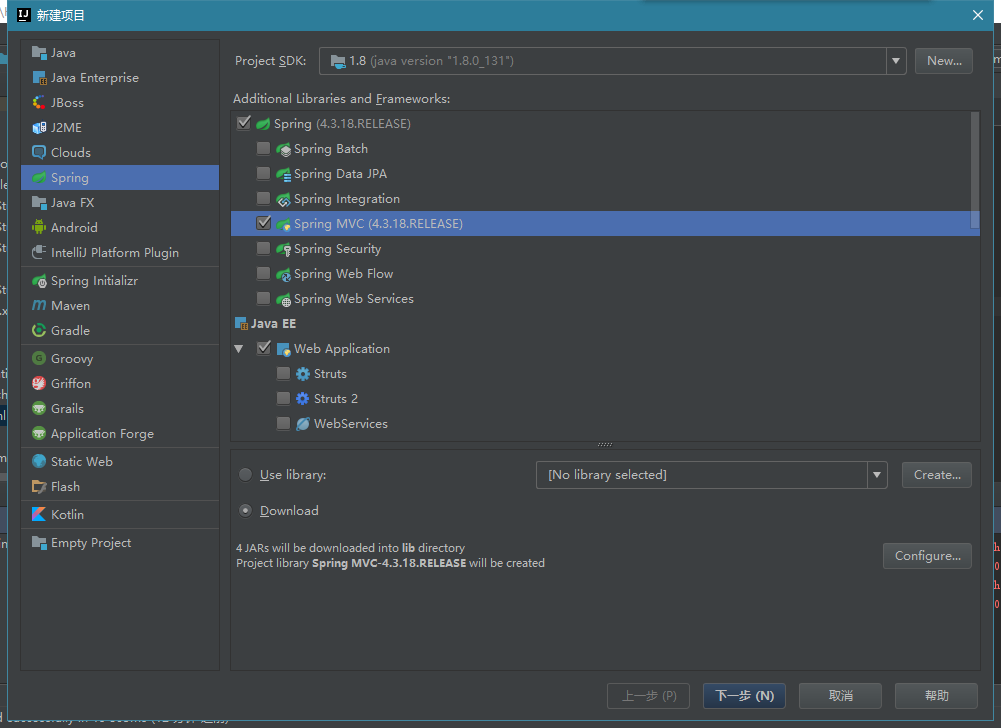 新建项目
Java
Java Enterprise
JBoss
J2ME
Clouds
Spring
Java FX
Android
IntelliJ Platform Plugin
Spring Initializr
Maven
Gradle
Groovy
Griffon
Grails
Application Forge
Static Web
Flash
Kotlin
Empty Project
Project SDK: 1.8 (java version "1.8.0_131") New...
Additional Libraries and Frameworks:
Spring (4.3.18.RELEASE)
Spring Batch
Spring Data JPA
Spring Integration
Spring MVC (4.3.18.RELEASE)
Spring Security
Spring Web Flow
Spring Web Services
Java EE
Web Application
Struts
Struts 2
WebServices
Use library: [No library selected] Create...
Download
4 JARs will be downloaded into lib directory
Project library Spring MVC-4.3.18.RELEASE will be created
Configure...
上一步 (P) 下一步 (N) 取消 帮助